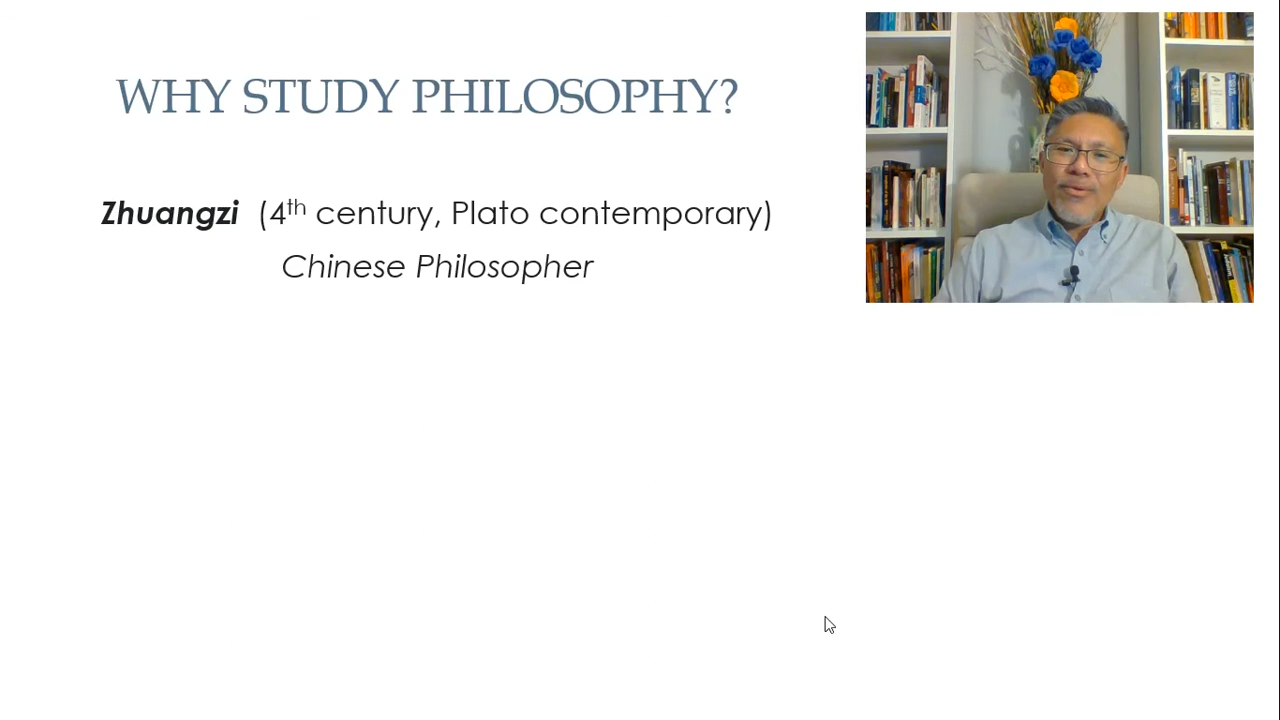 WHY STUDY PHILOSOPHY?
Zhuangzi (4th century, Plato contemporary)
Chinese Philosopher